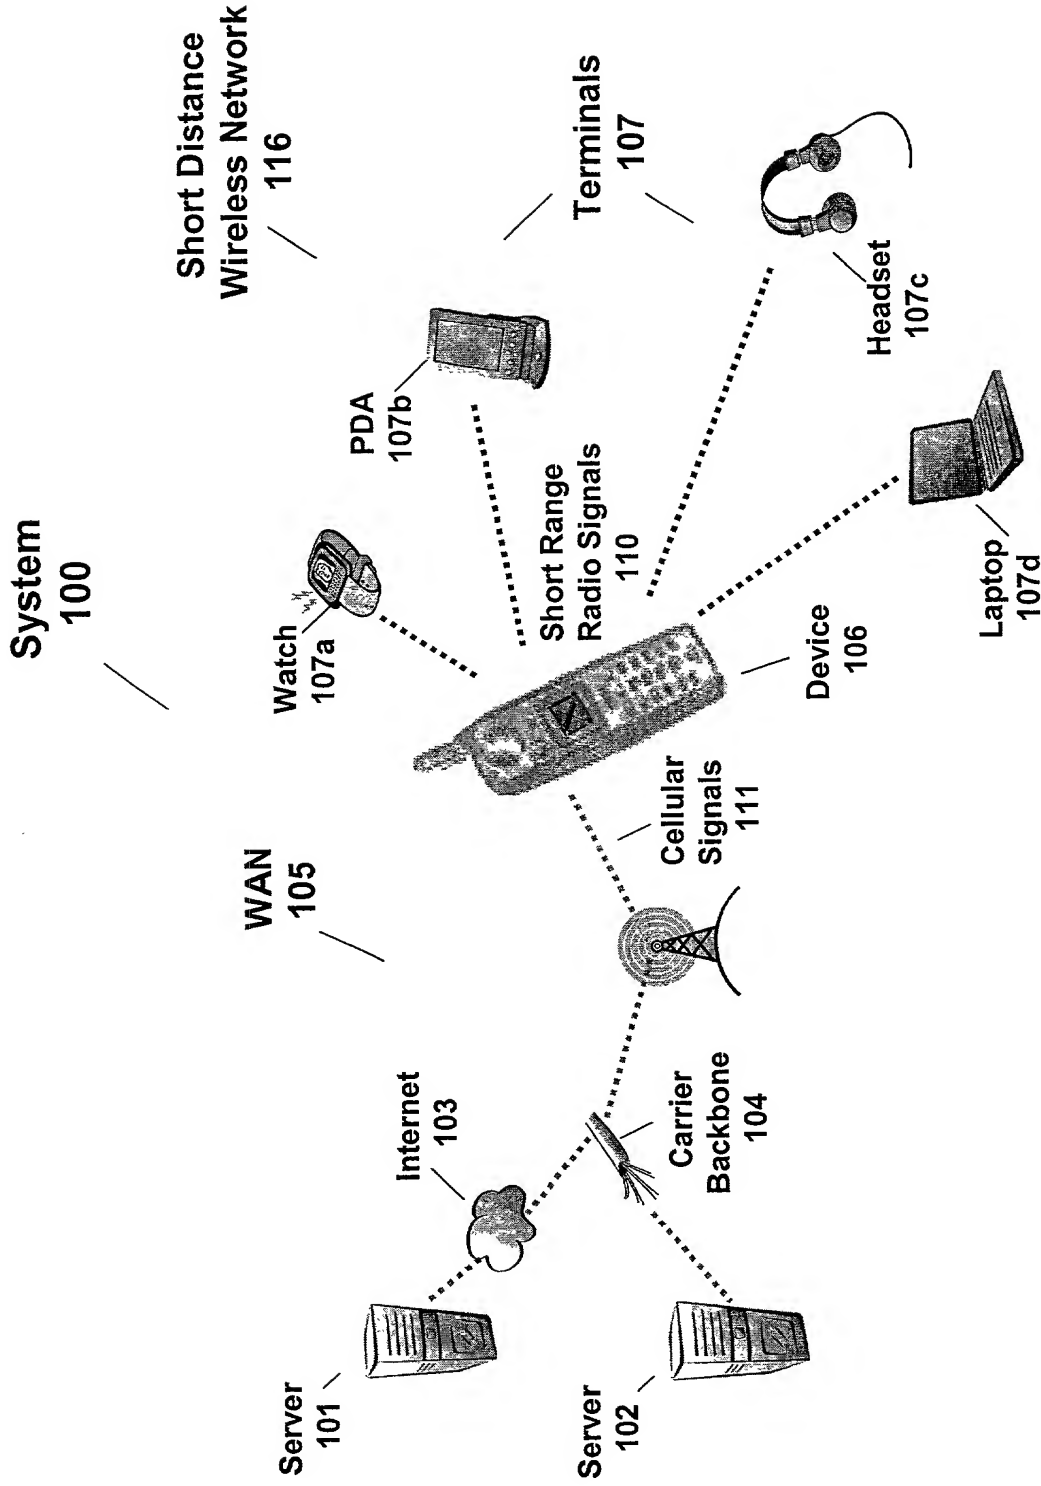 System
100
Short Distance
Wireless Network
116
WAN
105
Terminals
107
PDA
107b
Watch
107a
Internet
103
Short Range
Radio Signals
110
Server
101
Cellular
Signals
111
Carrier
Backbone
104
Device
106
Headset
107c
Server
102
Laptop
107d